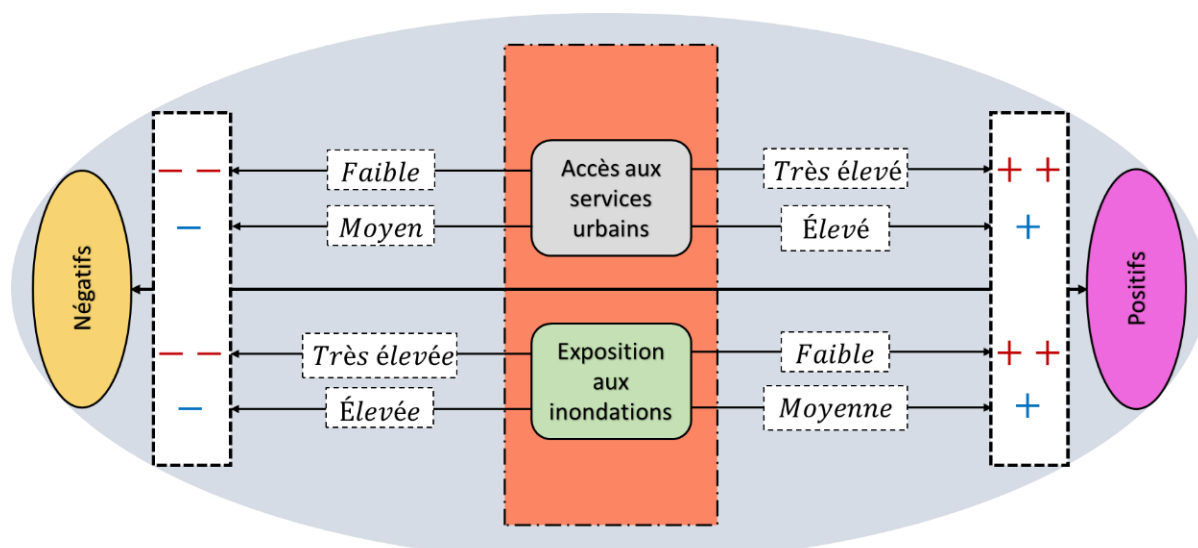 − − Faible Accès aux Très élevé + +
services
− Moyen urbains Élevé +
Négatifs Positifs
− − Très élevée Exposition Faible + +
aux
− Élevée inondations Moyenne +